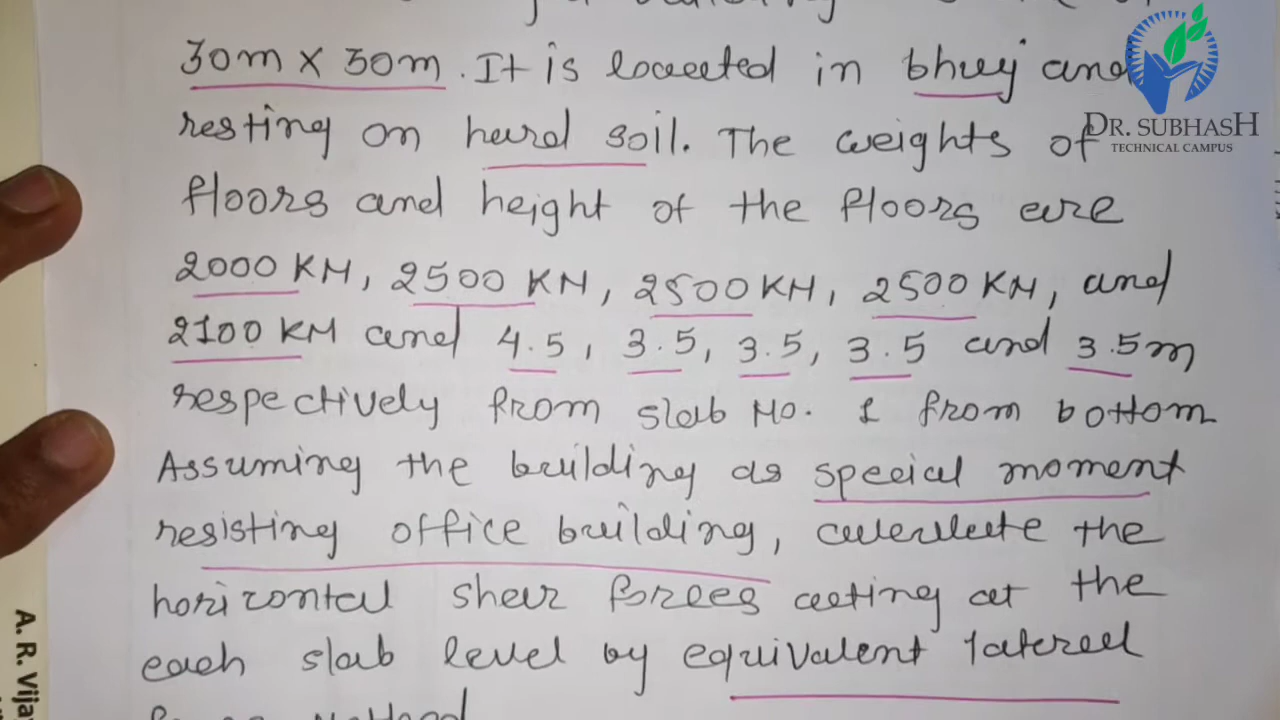 30m x 30m. It is located in bhuj and
resting on hard soil. The weights of
floors and height of the floors are
2000 KN, 2500 KN, 2500 KN, 2500 KN, and
2100 KN and 4.5, 3.5, 3.5, 3.5 and 3.5m
respectively from slab No. 1 from bottom
Assuming the building as special moment
resisting office building, calculate the
horizontal shear forces acting at the
each slab level by equivalent lateral
Method
DR. SUBHASH
TECHNICAL CAMPUS
A. R. Vija